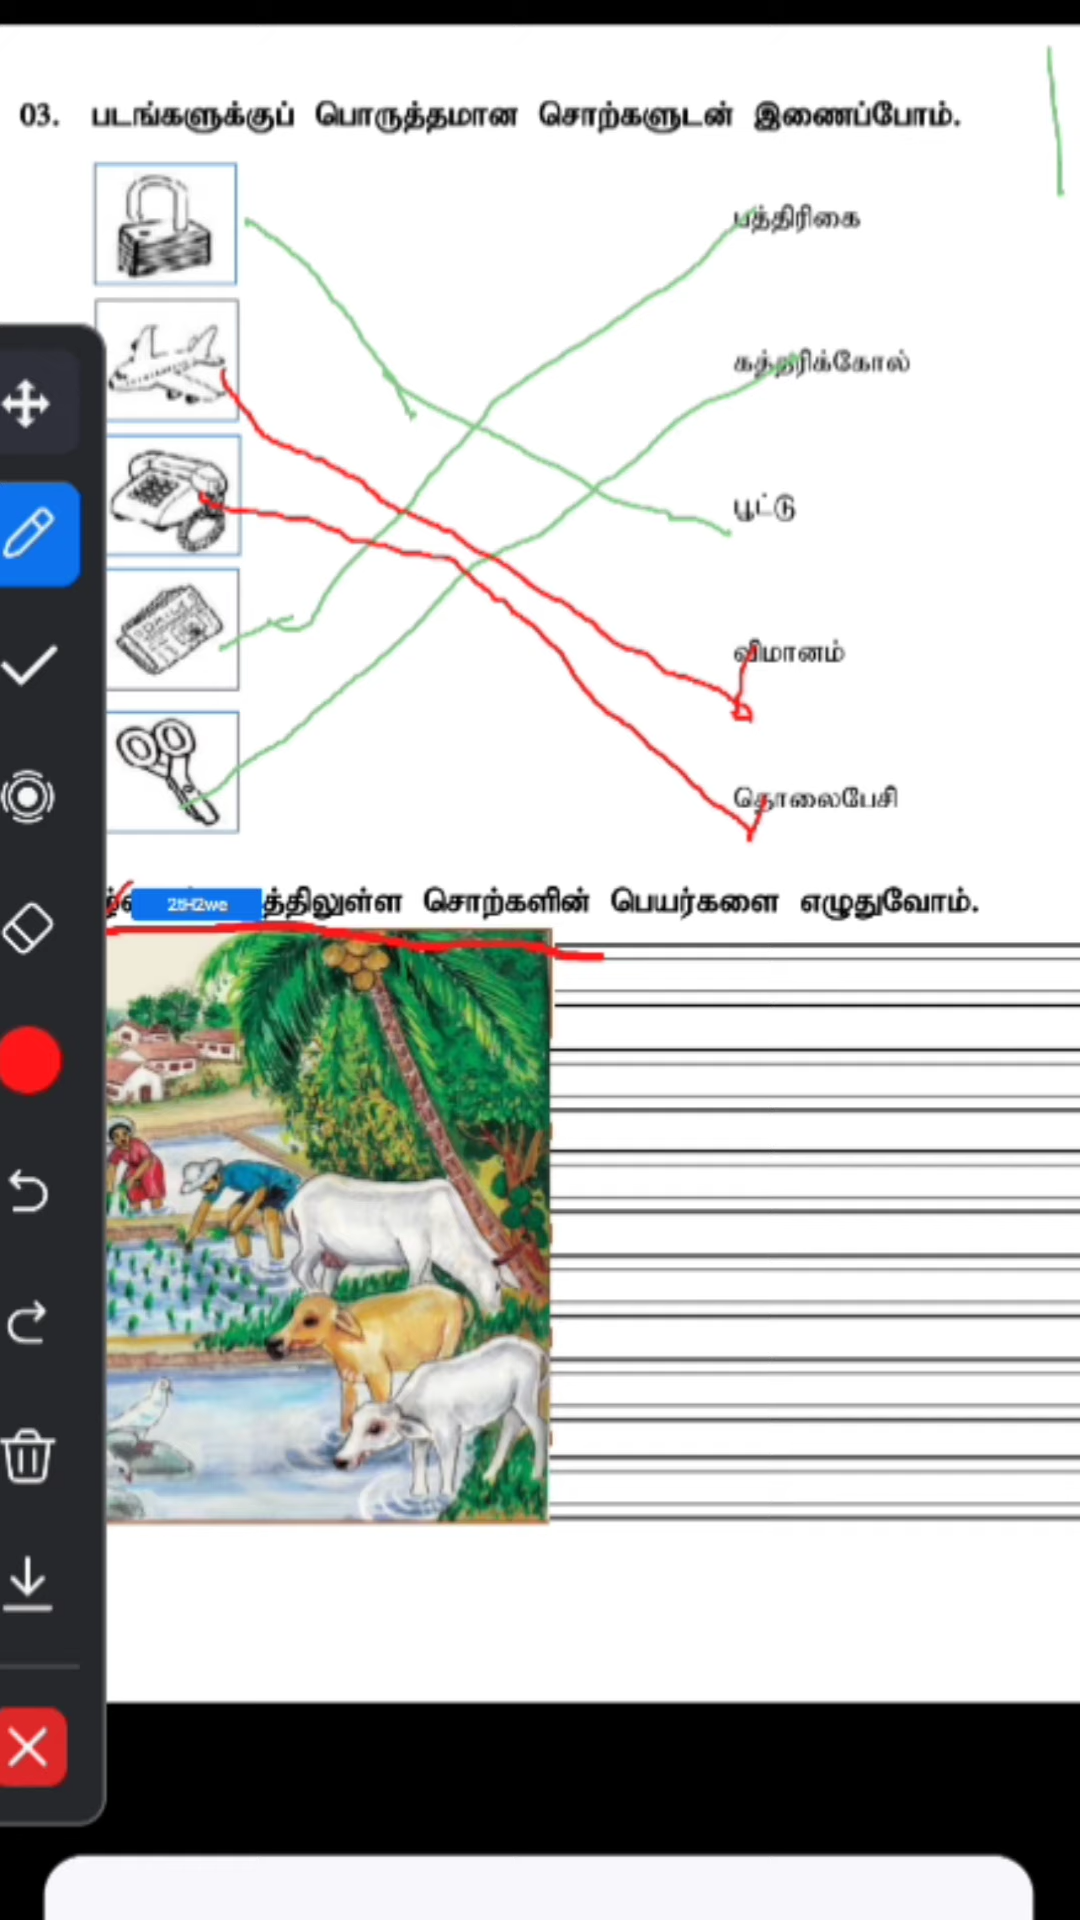 03. படங்களுக்குப் பொருத்தமான சொற்களுடன் இணைப்போம்.
பத்திரிகை
கத்தரிக்கோல்
பூட்டு
விமானம்
தொலைபேசி
த்திலுள்ள சொற்களின் பெயர்களை எழுதுவோம்.